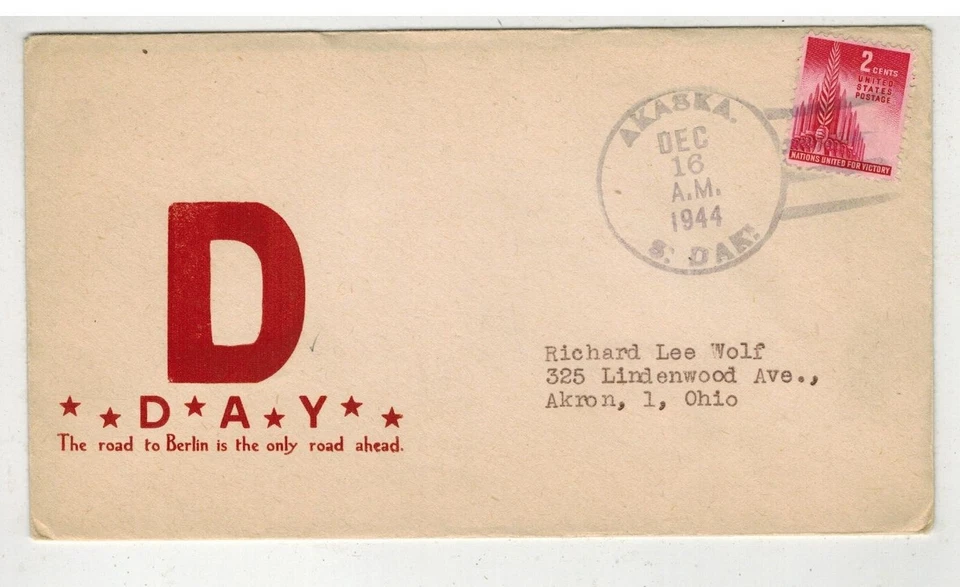 2 CENTS
UNITED
STATES
POSTAGE
NATIONS UNITED FOR VICTORY
AKASKA.
DEC
16
A.M.
1944
S. DAK.
D
D A Y
The road to Berlin is the only road ahead.
Richard Lee Wolf
325 Lindenwood Ave.,
Akron, 1, Ohio